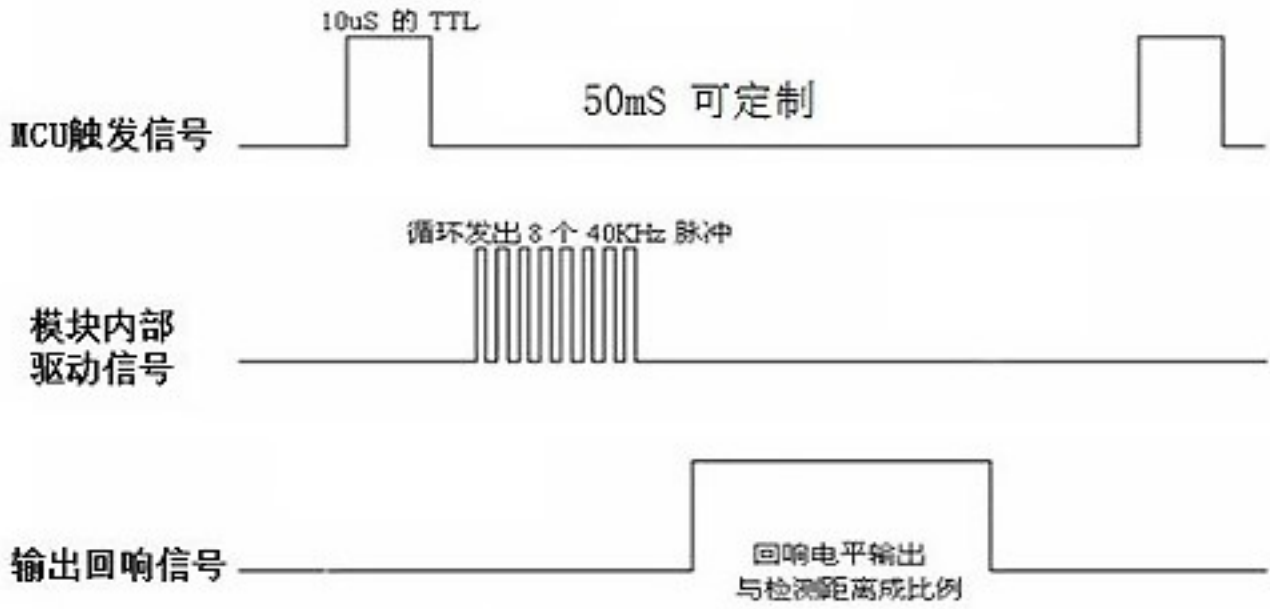 10uS 的 TTL
50mS 可定制
MCU触发信号
循环发出 8 个 40KHz 脉冲
模块内部
驱动信号
输出回响信号
回响电平输出
与检测距离成比例